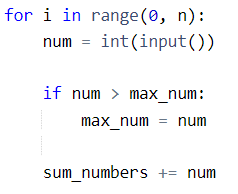 for i in range(0, n):
    num = int(input())
    if num > max_num:
        max_num = num
    sum_numbers += num